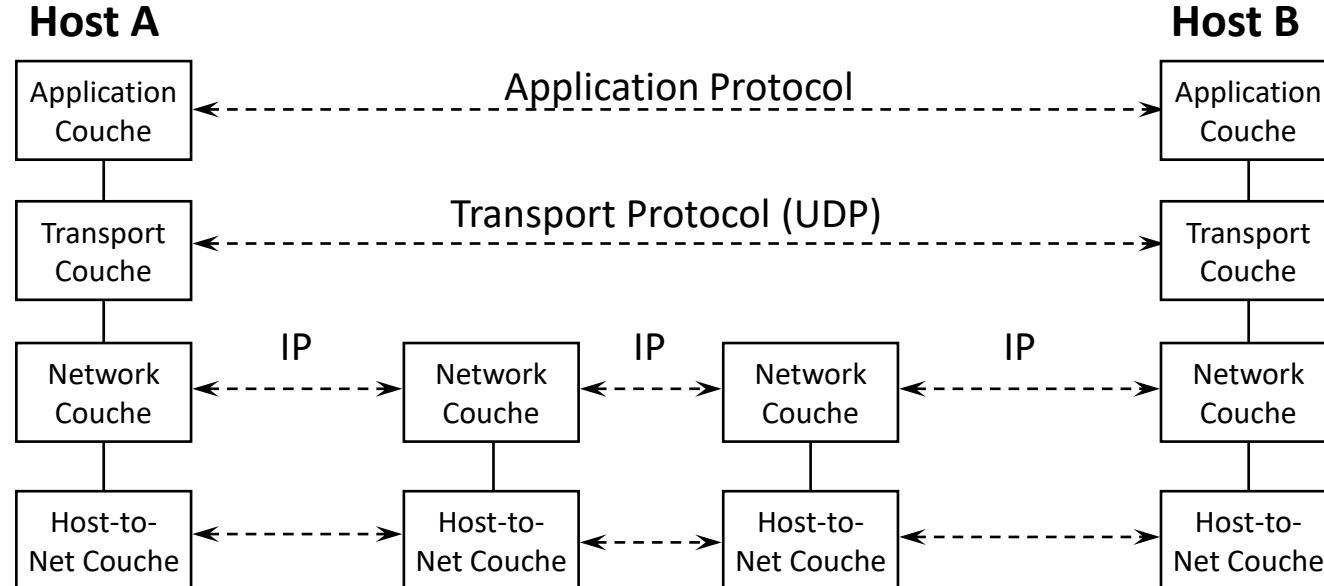 Host A
Host B
Application
Couche
Application Protocol
Application
Couche
Transport
Couche
Transport Protocol (UDP)
Transport
Couche
Network
Couche
IP
Network
Couche
IP
Network
Couche
IP
Network
Couche
Host-to-
Net Couche
Host-to-
Net Couche
Host-to-
Net Couche
Host-to-
Net Couche